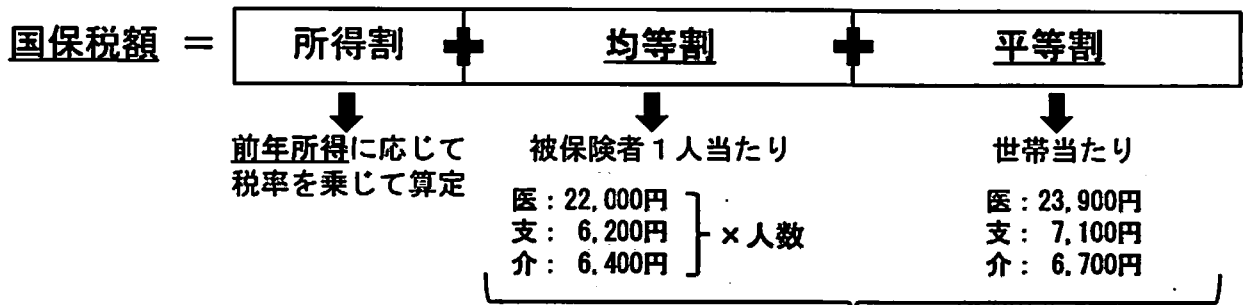 国保税額 = 所得割 + 均等割 + 平等割
前年所得に応じて
税率を乗じて算定
被保険者1人当たり
医:22,000円
支: 6,200円
介: 6,400円
×人数
世帯当たり
医:23,900円
支: 7,100円
介: 6,700円